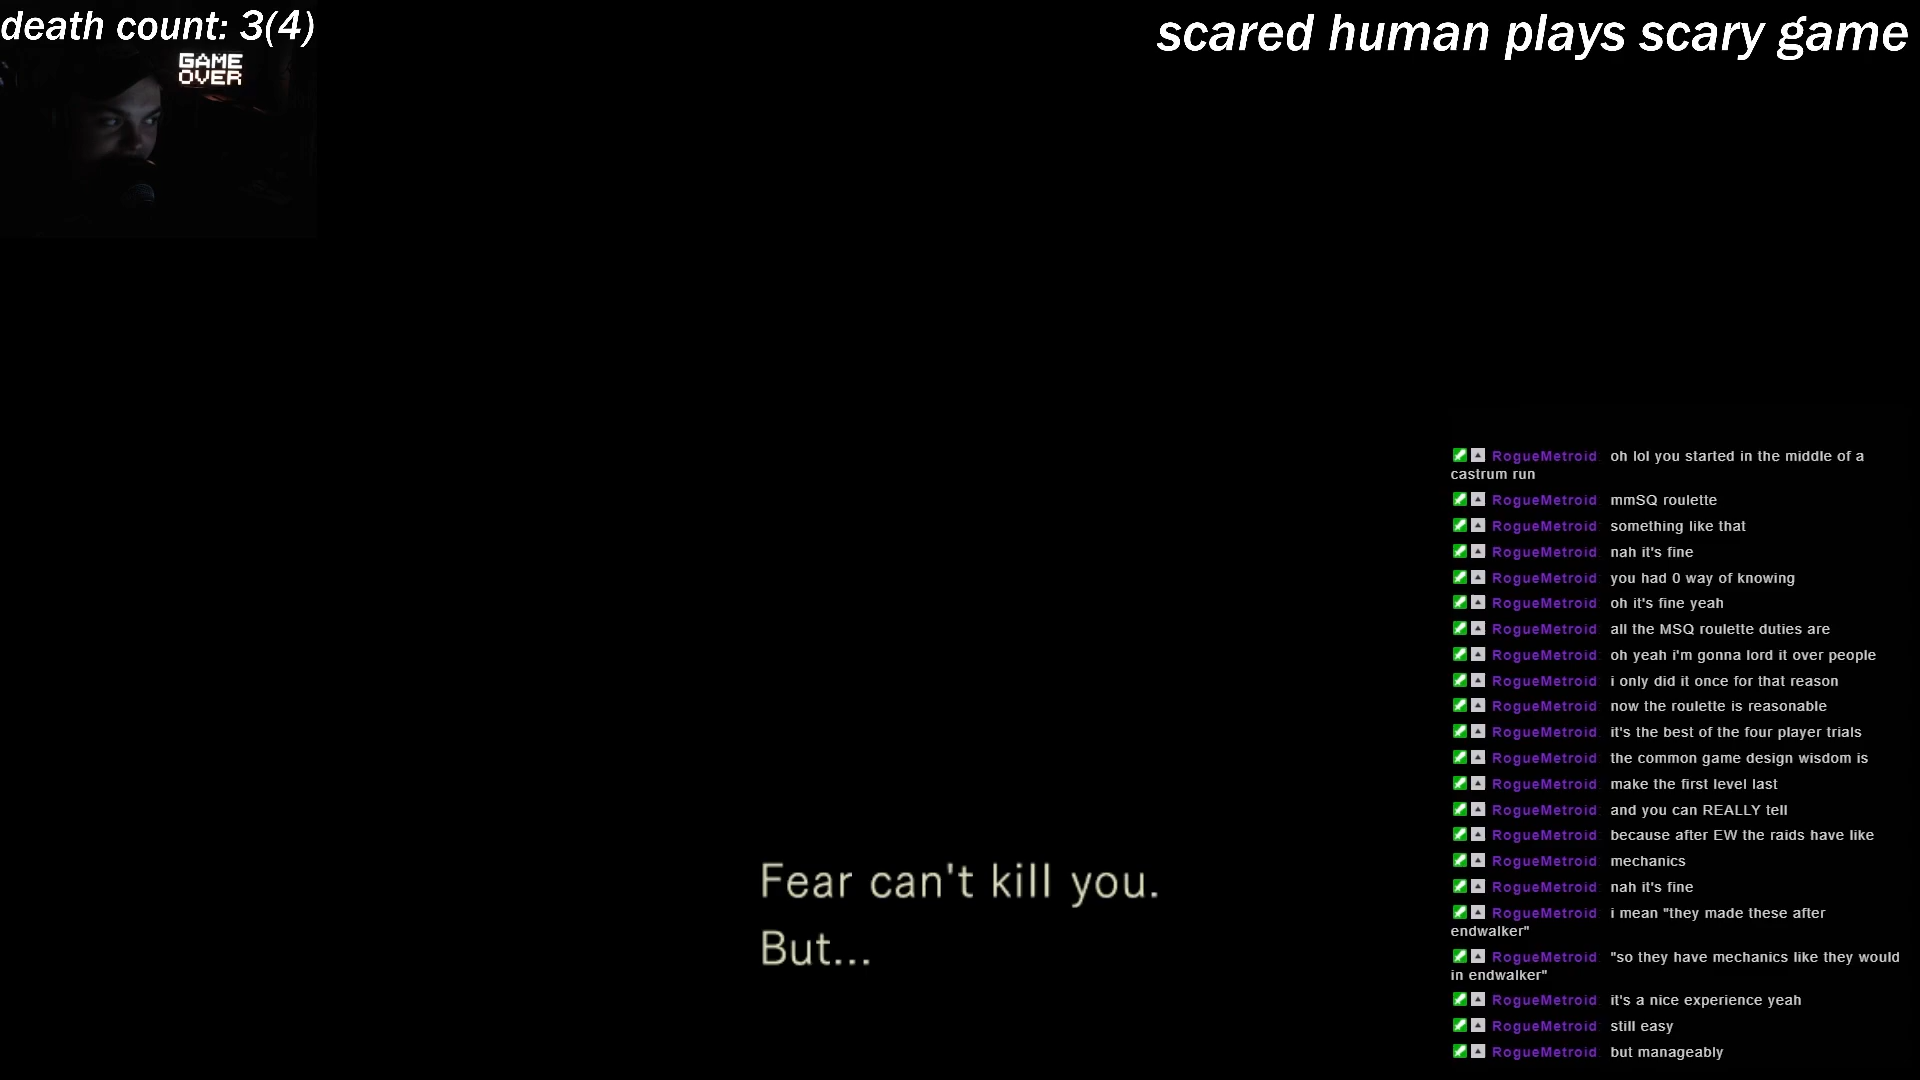 death count: 3(4)
scared human plays scary game
GAME
OVER
RogueMetroid: oh lol you started in the middle of a
castrum run
RogueMetroid: mmSQ roulette
RogueMetroid: something like that
RogueMetroid: nah it's fine
RogueMetroid: you had 0 way of knowing
RogueMetroid: oh it's fine yeah
RogueMetroid: all the MSQ roulette duties are
RogueMetroid: oh yeah i'm gonna lord it over people
RogueMetroid: i only did it once for that reason
RogueMetroid: now the roulette is reasonable
RogueMetroid: it's the best of the four player trials
RogueMetroid: the common game design wisdom is
RogueMetroid: make the first level last
RogueMetroid: and you can REALLY tell
RogueMetroid: because after EW the raids have like
RogueMetroid: mechanics
RogueMetroid: nah it's fine
RogueMetroid: i mean "they made these after
endwalker"
RogueMetroid: "so they have mechanics like they would
in endwalker"
RogueMetroid: it's a nice experience yeah
RogueMetroid: still easy
RogueMetroid: but manageably
Fear can't kill you.
But...